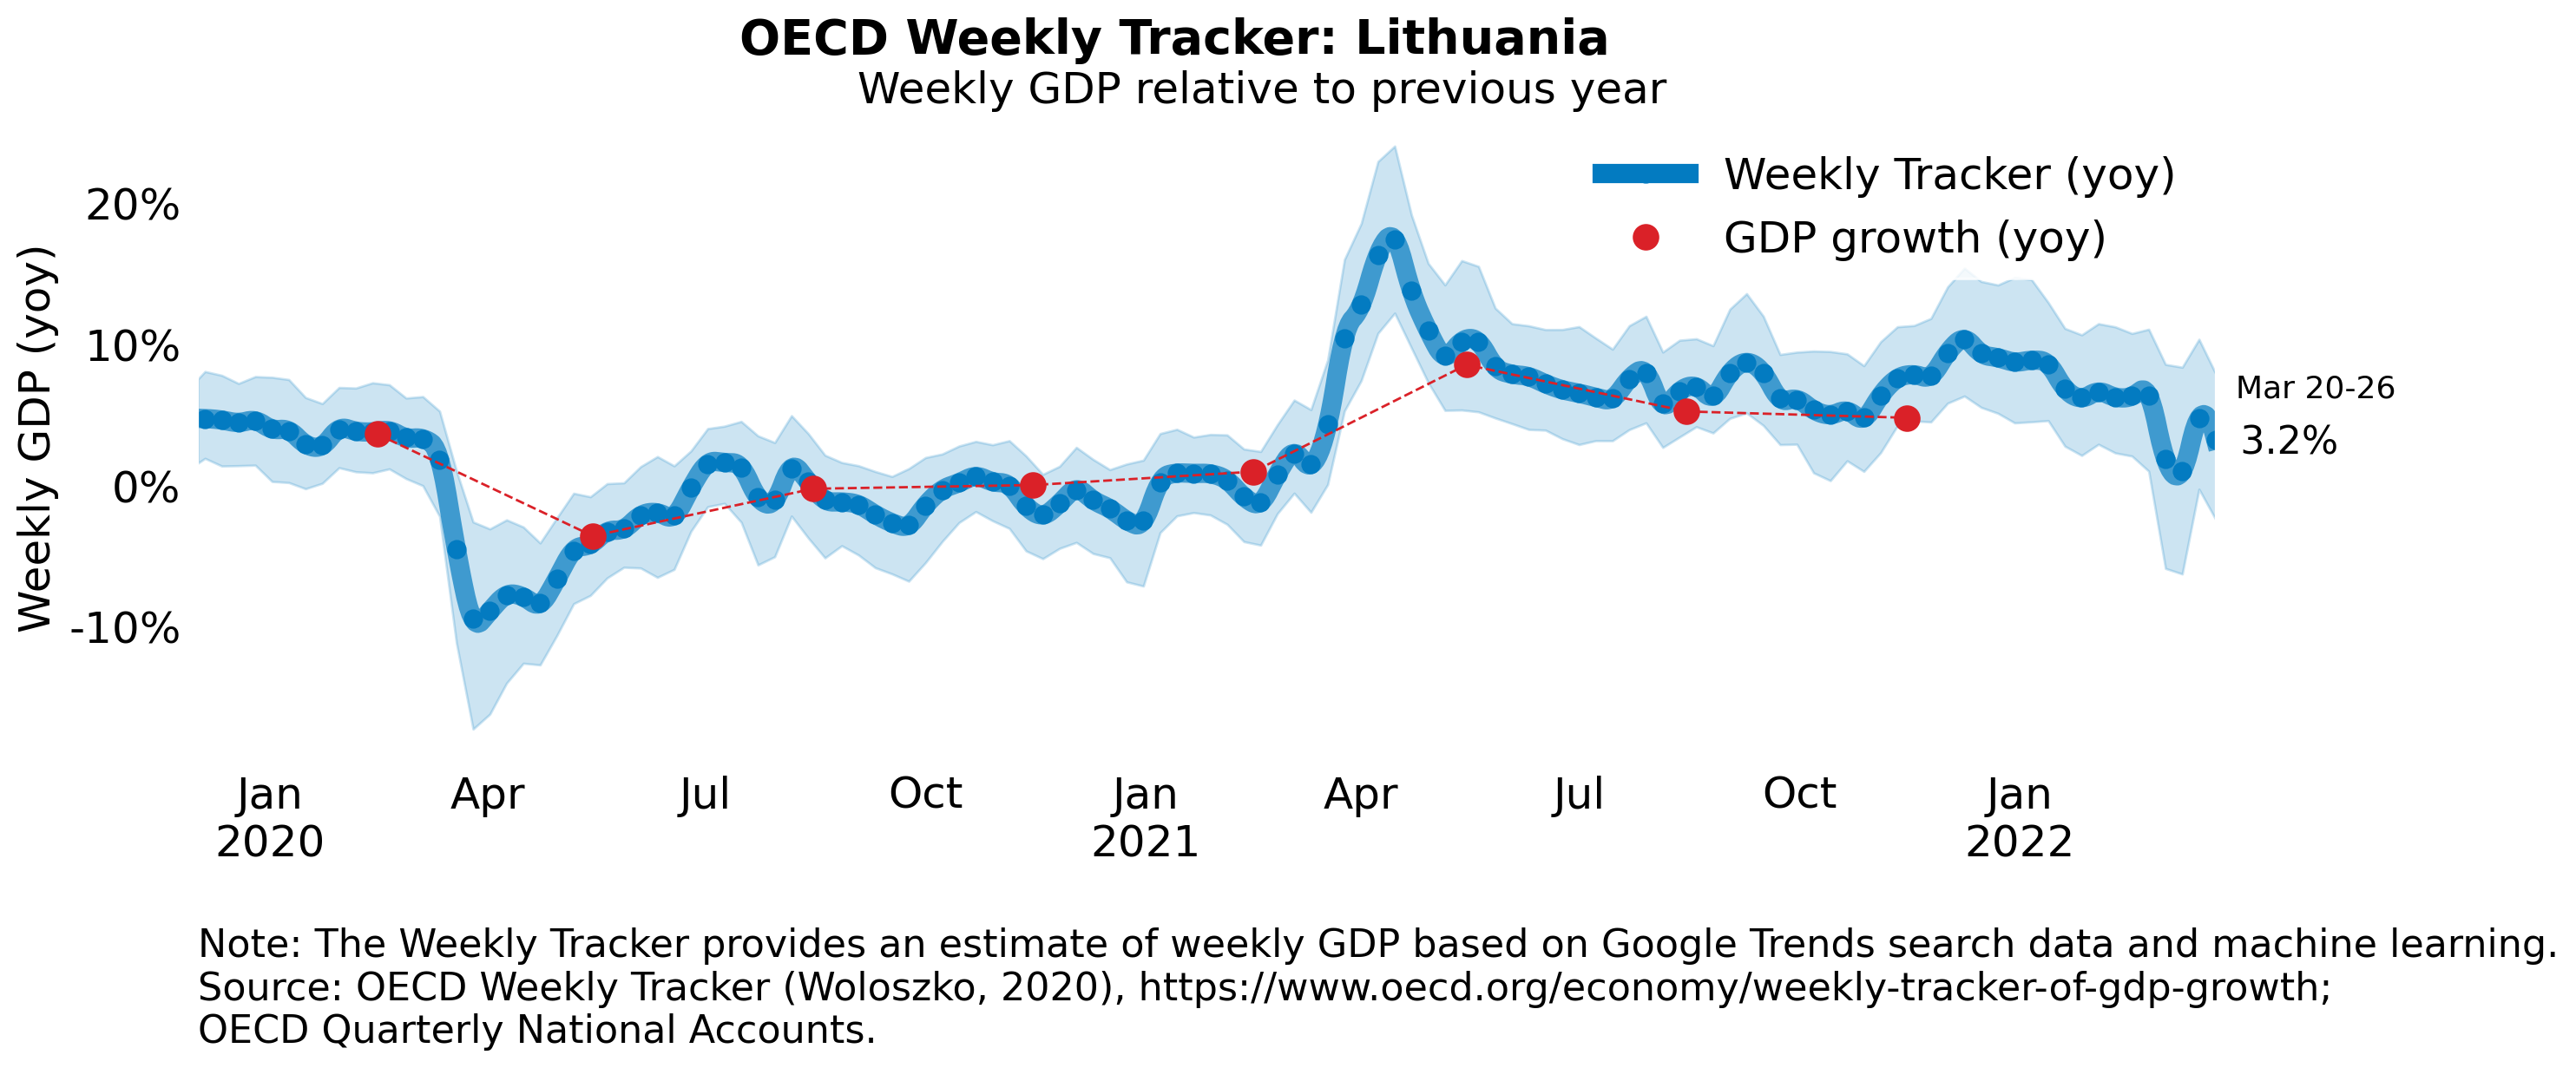 OECD Weekly Tracker: Lithuania
Weekly GDP relative to previous year
Weekly Tracker (yoy)
GDP growth (yoy)
Weekly GDP (yoy)
20%
10%
0%
-10%
Mar 20-26
3.2%
Jan Apr Jul Oct Jan Apr Jul Oct Jan
2020 2021 2022
Note: The Weekly Tracker provides an estimate of weekly GDP based on Google Trends search data and machine learning.
Source: OECD Weekly Tracker (Woloszko, 2020), https://www.oecd.org/economy/weekly-tracker-of-gdp-growth;
OECD Quarterly National Accounts.